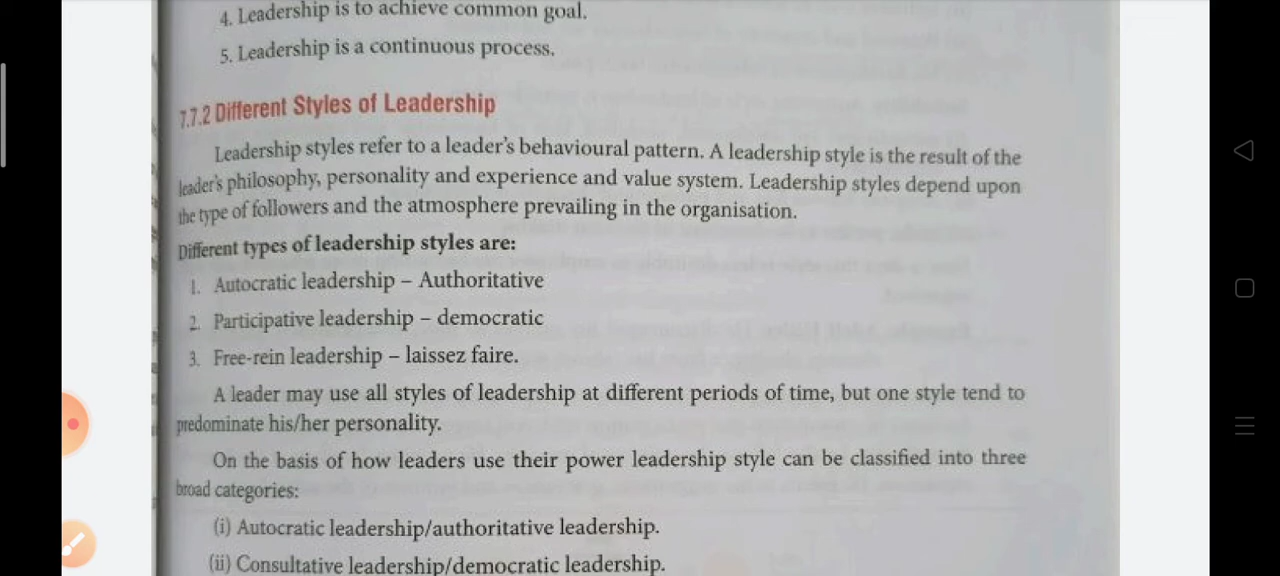 4. Leadership is to achieve common goal.
5. Leadership is a continuous process.
7.7.2 Different Styles of Leadership
Leadership styles refer to a leader's behavioural pattern. A leadership style is the result of the
leader's philosophy, personality and experience and value system. Leadership styles depend upon
the type of followers and the atmosphere prevailing in the organisation.
Different types of leadership styles are:
1. Autocratic leadership – Authoritative
2. Participative leadership – democratic
3. Free-rein leadership – laissez faire.
A leader may use all styles of leadership at different periods of time, but one style tend to
predominate his/her personality.
On the basis of how leaders use their power leadership style can be classified into three
broad categories:
(i) Autocratic leadership/authoritative leadership.
(ii) Consultative leadership/democratic leadership.